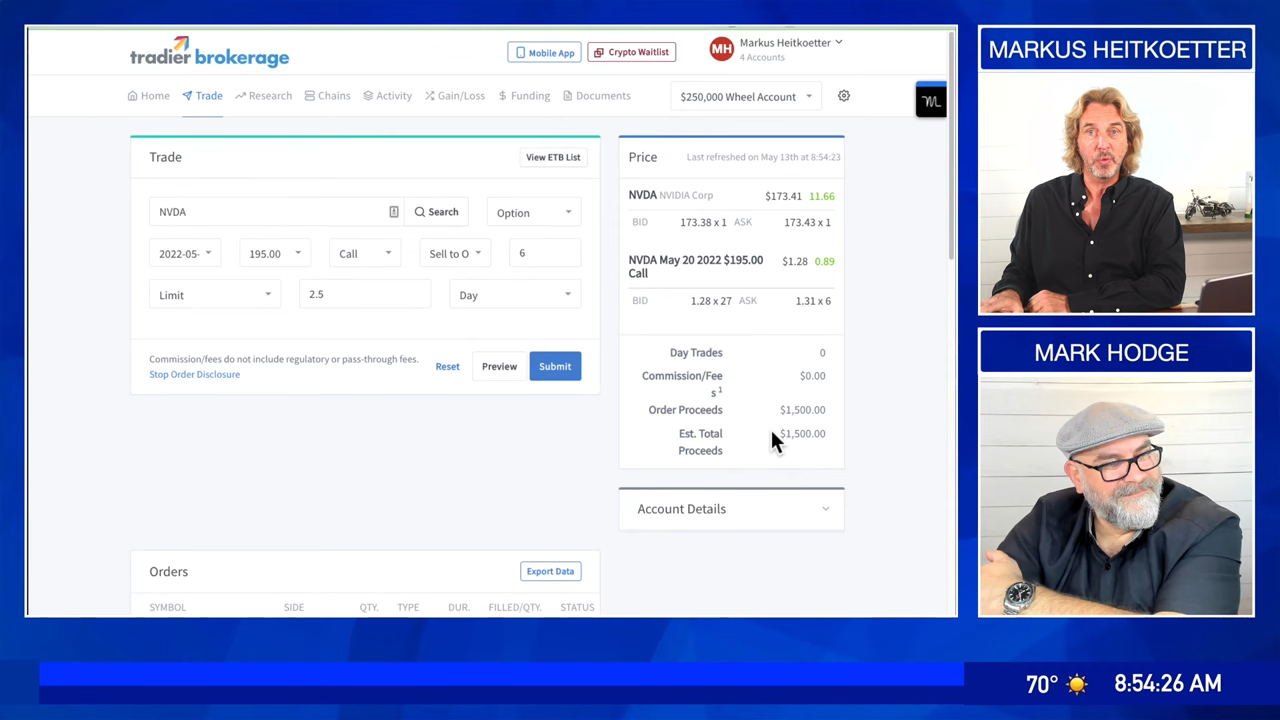 tradier brokerage
Mobile App
Crypto Waitlist
MH
Markus Heitkoetter
4 Accounts
Home
Trade
Research
Chains
Activity
Gain/Loss
$ Funding
Documents
$250,000 Wheel Account
Trade
View ETB List
NVDA
Search
Option
2022-05-
195.00
Call
Sell to O
6
Limit
2.5
Day
Commission/fees do not include regulatory or pass-through fees.
Stop Order Disclosure
Reset
Preview
Submit
Price
Last refreshed on May 13th at 8:54:23
NVDA NVIDIA Corp $173.41 11.66
BID 173.38 x 1 ASK 173.43 x 1
NVDA May 20 2022 $195.00 $1.28 0.89
Call
BID 1.28 x 27 ASK 1.31 x 6
Day Trades 0
Commission/Fee $0.00
s 1
Order Proceeds $1,500.00
Est. Total $1,500.00
Proceeds
Account Details
Orders
Export Data
SYMBOL SIDE QTY. TYPE DUR. FILLED/QTY. STATUS
MARKUS HEITKOETTER
MARK HODGE
70° 8:54:26 AM